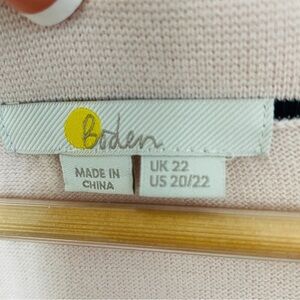 Boden
MADE IN
CHINA
UK 22
US 20/22